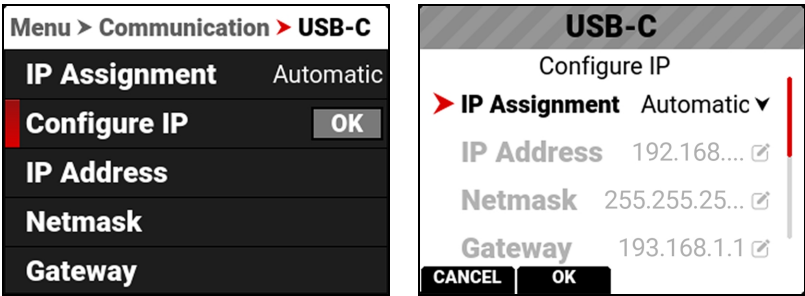 Menu > Communication > USB-C
IP Assignment Automatic
Configure IP OK
IP Address
Netmask
Gateway
USB-C
Configure IP
IP Assignment Automatic
IP Address 192.168....
Netmask 255.255.25...
Gateway 193.168.1.1
CANCEL OK